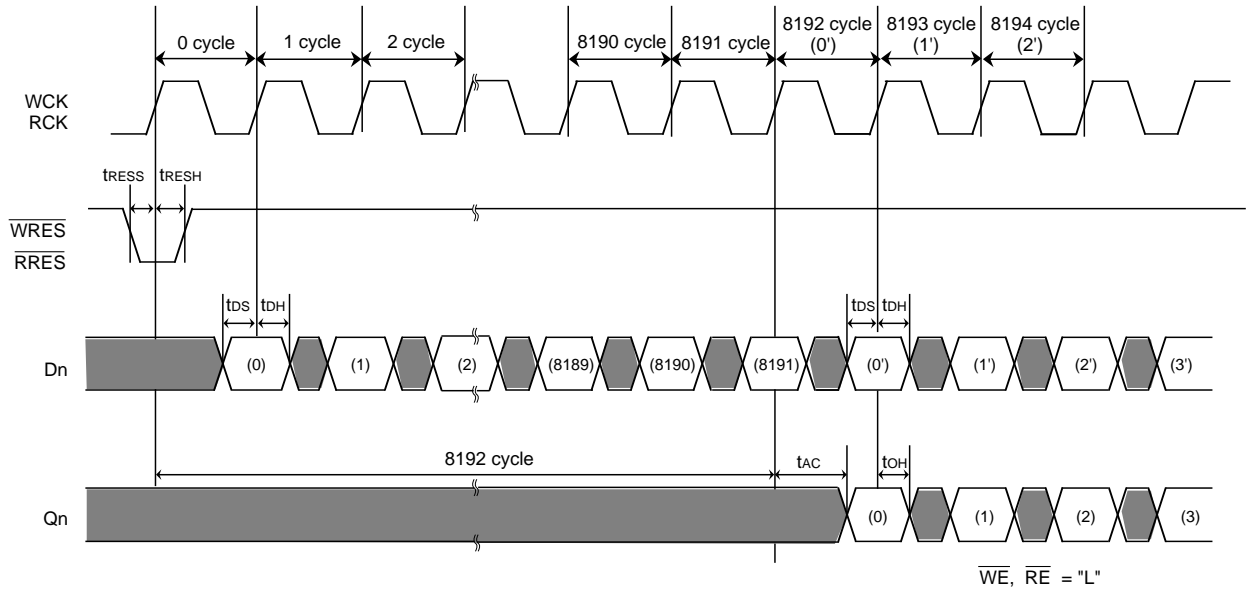 0 cycle 1 cycle 2 cycle 8190 cycle 8191 cycle 8192 cycle (0') 8193 cycle (1') 8194 cycle (2')
WCK
RCK
tRESS tRESH
WRES
RRES
tDS tDH tDS tDH
Dn (0) (1) (2) (8189) (8190) (8191) (0') (1') (2') (3')
8192 cycle tAC tOH
Qn (0) (1) (2) (3)
WE, RE = "L"